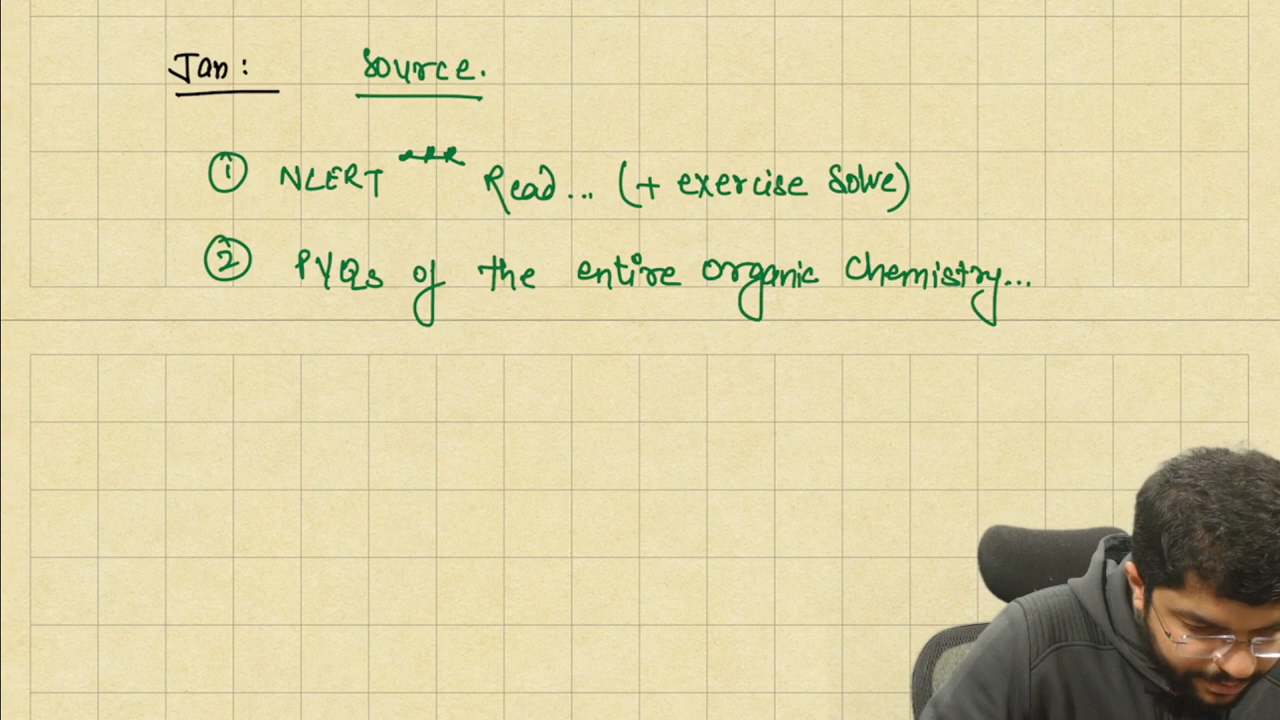 Jan: Source.
① NCERT *** Read... (+ exercise Solve)
② PYQs of the entire organic Chemistry...